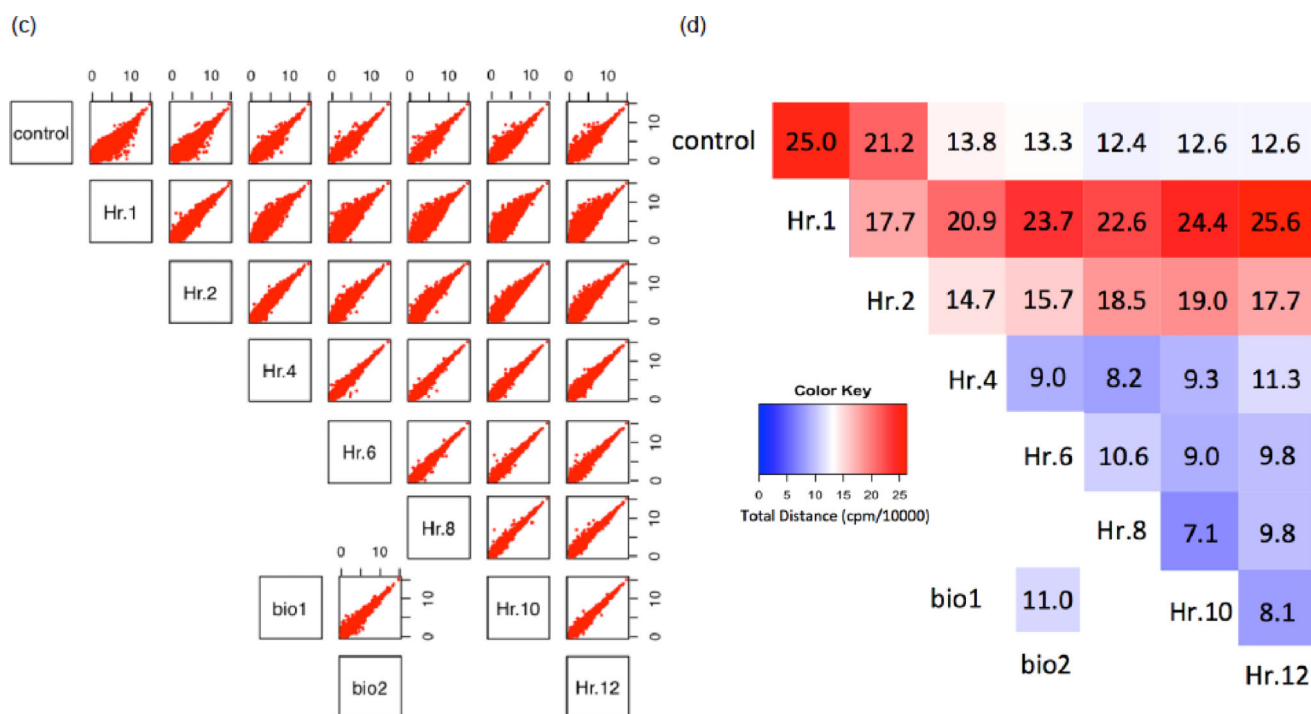 (c)
0 10 0 10 0 10
0 10 0 10 0 10 0 10
control
0 10
Hr.1
0 10
Hr.2
0 10
Hr.4
0 10
Hr.6
0 10
Hr.8
0 10
0 10
bio1
0 10
Hr.10
0 10
bio2
Hr.12
(d)
control 25.0 21.2 13.8 13.3 12.4 12.6 12.6
Hr.1 17.7 20.9 23.7 22.6 24.4 25.6
Hr.2 14.7 15.7 18.5 19.0 17.7
Hr.4 9.0 8.2 9.3 11.3
Hr.6 10.6 9.0 9.8
Hr.8 7.1 9.8
bio1 11.0 Hr.10 8.1
bio2 Hr.12
Color Key
0 5 10 15 20 25
Total Distance (cpm/10000)